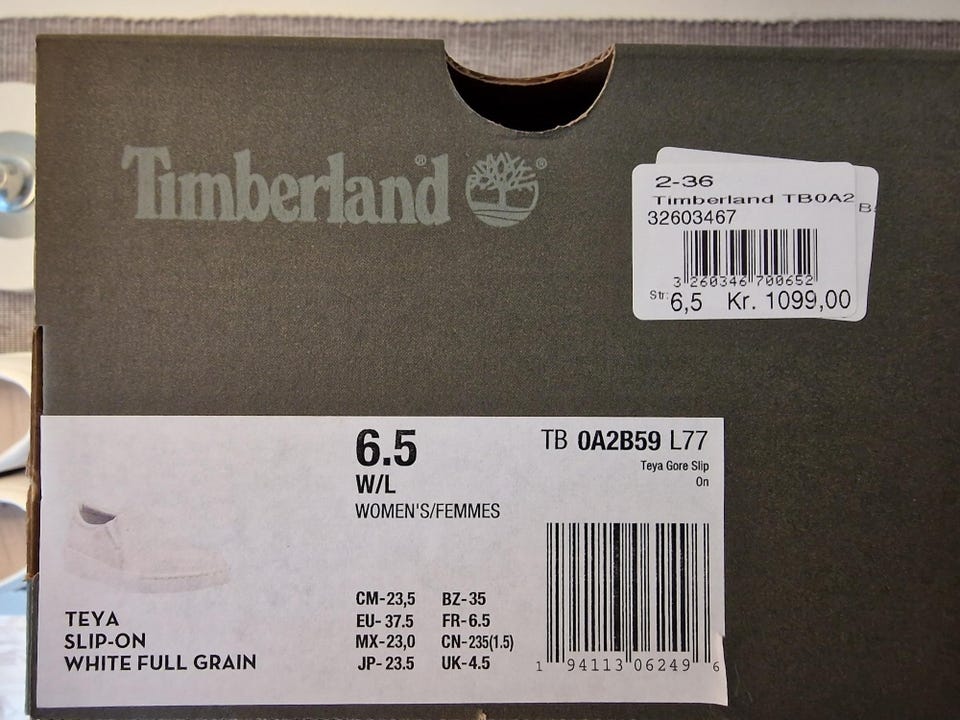 Timberland® ®
2-36
Timberland TB0A2
B
32603467
3 260346 700652
Str: 6,5 Kr. 1099,00
6.5
W/L
WOMEN'S/FEMMES
TB 0A2B59 L77
Teya Gore Slip
On
CM-23,5 BZ-35
EU-37.5 FR-6.5
MX-23,0 CN-235(1.5)
JP-23.5 UK-4.5
TEYA
SLIP-ON
WHITE FULL GRAIN
1 94113 06249 6